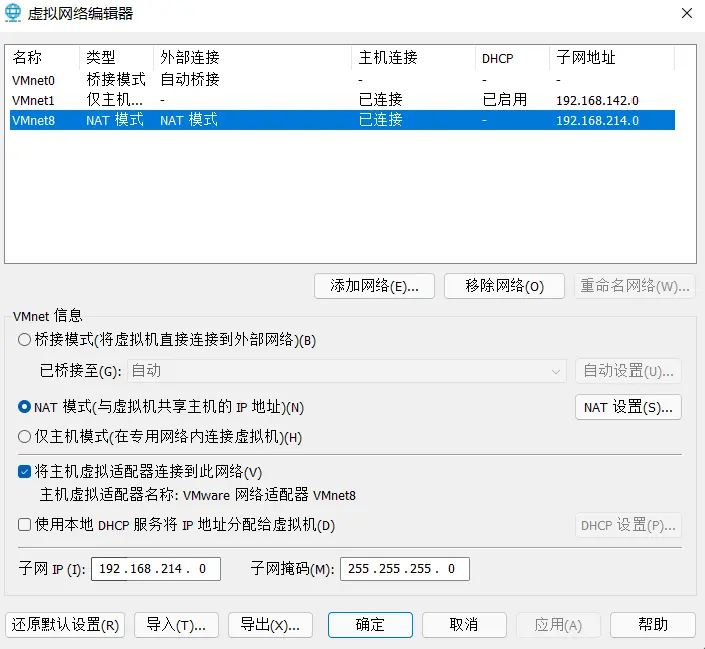 虚拟网络编辑器
名称 类型 外部连接 主机连接 DHCP 子网地址
VMnet0 桥接模式 自动桥接 - - -
VMnet1 仅主机... - 已连接 已启用 192.168.142.0
VMnet8 NAT 模式 NAT 模式 已连接 - 192.168.214.0
添加网络(E)... 移除网络(O) 重命名网络(W)...
VMnet 信息
桥接模式(将虚拟机直接连接到外部网络)(B)
已桥接至(G): 自动 自动设置(U)...
NAT 模式(与虚拟机共享主机的 IP 地址)(N) NAT 设置(S)...
仅主机模式(在专用网络内连接虚拟机)(H)
将主机虚拟适配器连接到此网络(V)
主机虚拟适配器名称: VMware 网络适配器 VMnet8
使用本地 DHCP 服务将 IP 地址分配给虚拟机(D) DHCP 设置(P)...
子网 IP (I): 192 . 168 . 214 . 0 子网掩码(M): 255 . 255 . 255 . 0
还原默认设置(R) 导入(T)... 导出(X)... 确定 取消 应用(A) 帮助